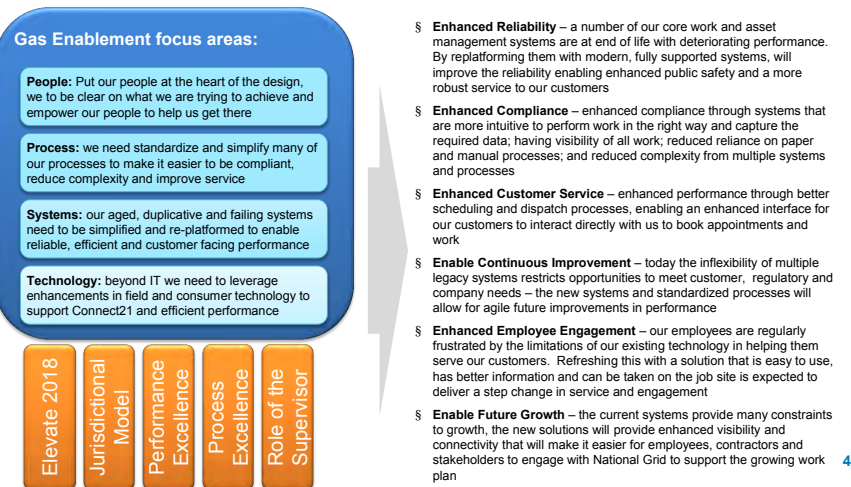 Gas Enablement focus areas:
People: Put our people at the heart of the design,
we to be clear on what we are trying to achieve and
empower our people to help us get there
Process: we need standardize and simplify many of
our processes to make it easier to be compliant,
reduce complexity and improve service
Systems: our aged, duplicative and failing systems
need to be simplified and re-platformed to enable
reliable, efficient and customer facing performance
Technology: beyond IT we need to leverage
enhancements in field and consumer technology to
support Connect21 and efficient performance
Elevate 2018
Jurisdictional
Model
Performance
Excellence
Process
Excellence
Role of the
Supervisor
§ Enhanced Reliability – a number of our core work and asset
management systems are at end of life with deteriorating performance.
By replatforming them with modern, fully supported systems, will
improve the reliability enabling enhanced public safety and a more
robust service to our customers
§ Enhanced Compliance – enhanced compliance through systems that
are more intuitive to perform work in the right way and capture the
required data; having visibility of all work; reduced reliance on paper
and manual processes; and reduced complexity from multiple systems
and processes
§ Enhanced Customer Service – enhanced performance through better
scheduling and dispatch processes, enabling an enhanced interface for
our customers to interact directly with us to book appointments and
work
§ Enable Continuous Improvement – today the inflexibility of multiple
legacy systems restricts opportunities to meet customer, regulatory and
company needs – the new systems and standardized processes will
allow for agile future improvements in performance
§ Enhanced Employee Engagement – our employees are regularly
frustrated by the limitations of our existing technology in helping them
serve our customers. Refreshing this with a solution that is easy to use,
has better information and can be taken on the job site is expected to
deliver a step change in service and engagement
§ Enable Future Growth – the current systems provide many constraints
to growth, the new solutions will provide enhanced visibility and
connectivity that will make it easier for employees, contractors and
stakeholders to engage with National Grid to support the growing work
plan
4